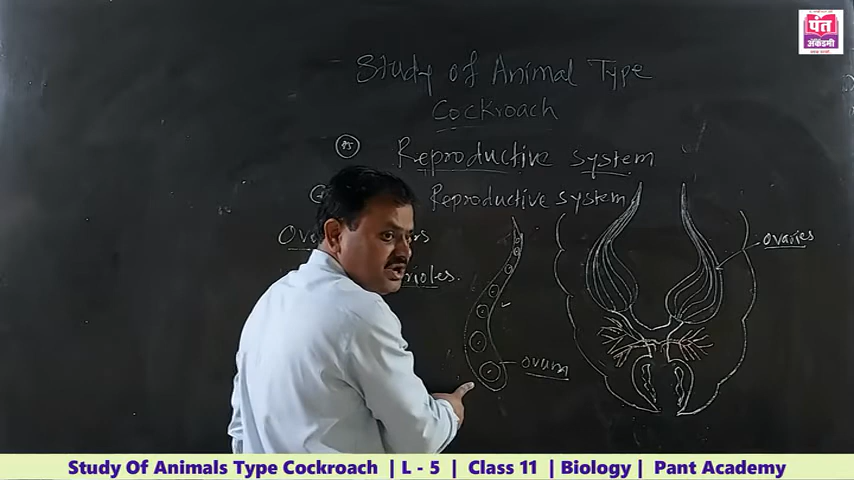 पंत
अकॅडमी
Study of Animal Type
Cockroach
Reproductive system
Reproductive system
ovaries
ovum
Study Of Animals Type Cockroach | L - 5 | Class 11 | Biology | Pant Academy